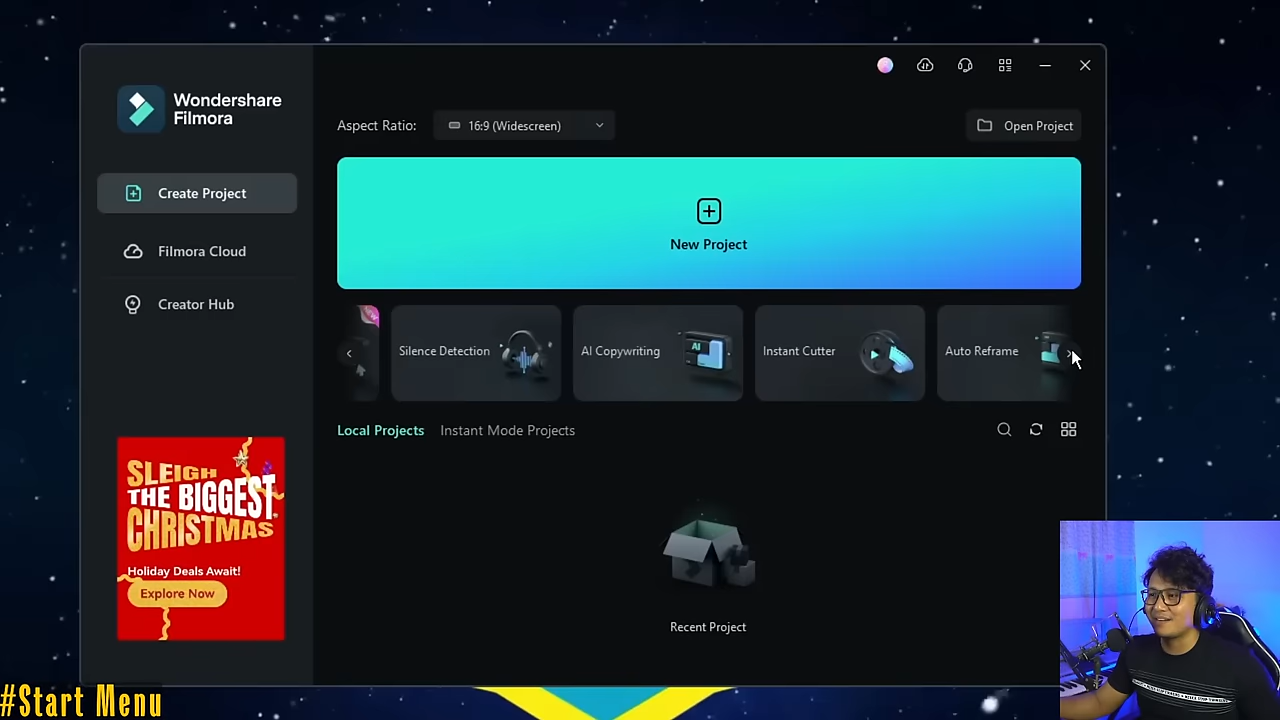 Wondershare
Filmora
Create Project
Filmora Cloud
Creator Hub
SLEIGH
THE BIGGEST
CHRISTMAS
Holiday Deals Await!
Explore Now
Aspect Ratio:
16:9 (Widescreen)
Open Project
New Project
Silence Detection
AI Copywriting
AI
Instant Cutter
Auto Reframe
Local Projects
Instant Mode Projects
Recent Project
#Start Menu